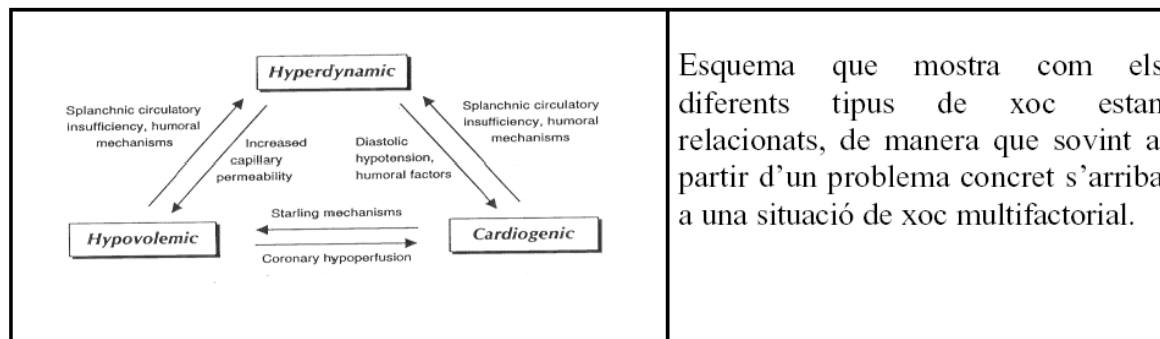 Hyperdynamic
Splanchnic circulatory
insufficiency, humoral
mechanisms
Increased
capillary
permeability
Diastolic
hypotension,
humoral factors
Splanchnic circulatory
insufficiency, humoral
mechanisms
Hypovolemic
Starling mechanisms
Coronary hypoperfusion
Cardiogenic
Esquema que mostra com els
diferents tipus de xoc estan
relacionats, de manera que sovint a
partir d'un problema concret s'arriba
a una situació de xoc multifactorial.